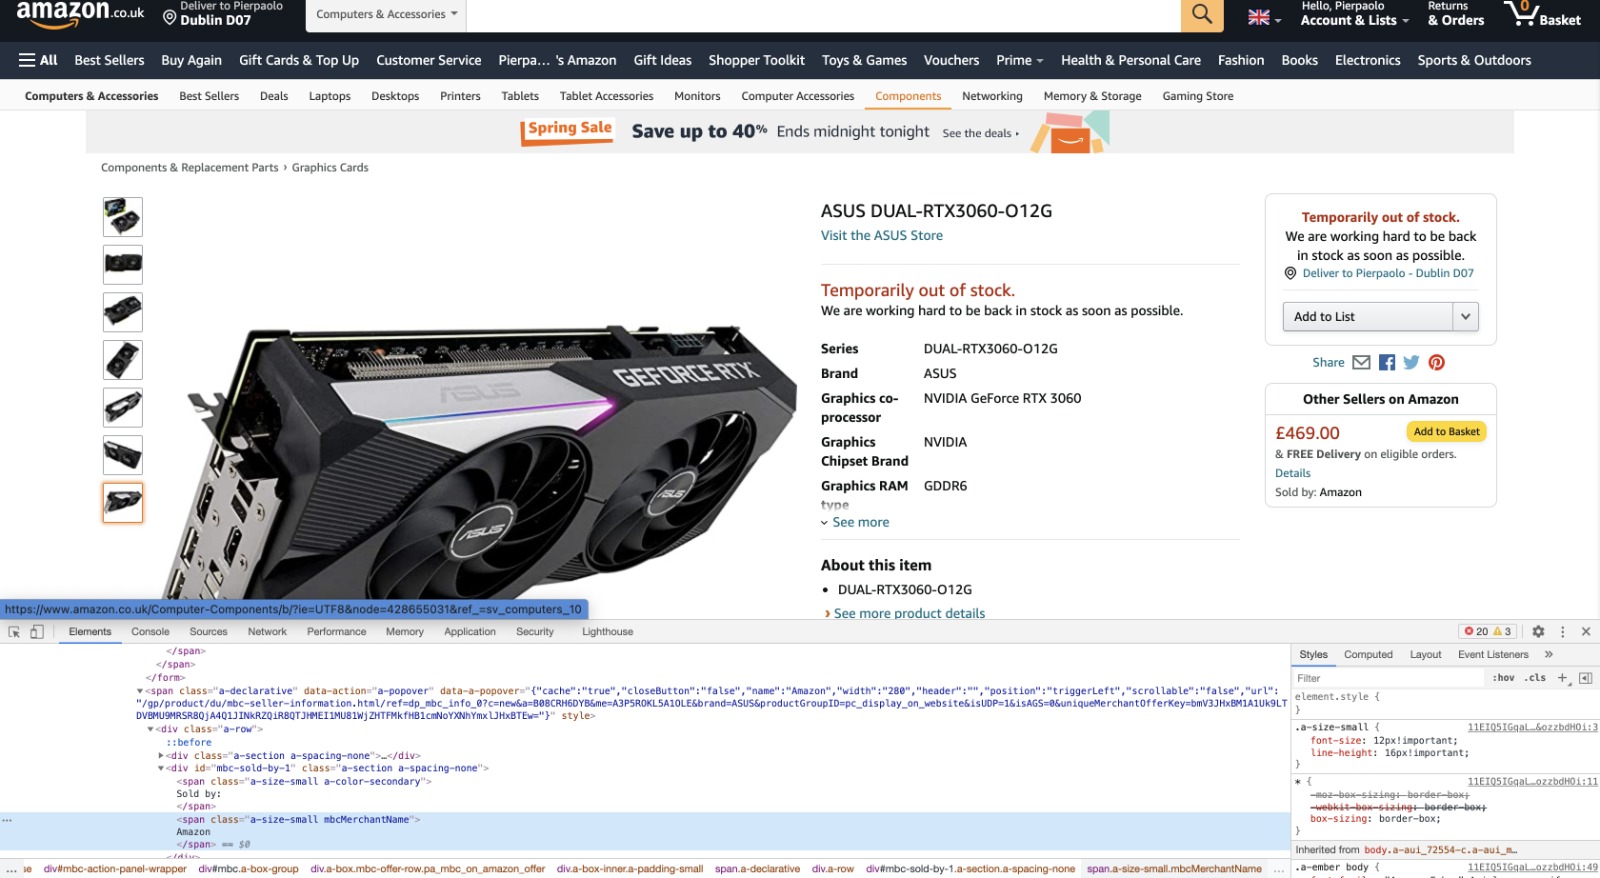 amazon.co.uk
Deliver to Pierpaolo
Dublin D07
Computers & Accessories
Hello, Pierpaolo
Account & Lists
Returns
& Orders
0
Basket
All Best Sellers Buy Again Gift Cards & Top Up Customer Service Pierpa... 's Amazon Gift Ideas Shopper Toolkit Toys & Games Vouchers Prime Health & Personal Care Fashion Books Electronics Sports & Outdoors
Computers & Accessories Best Sellers Deals Laptops Desktops Printers Tablets Tablet Accessories Monitors Computer Accessories Components Networking Memory & Storage Gaming Store
Spring Sale Save up to 40% Ends midnight tonight See the deals ›
Components & Replacement Parts › Graphics Cards
ASUS
GEFORCE RTX
ASUS
ASUS
ASUS DUAL-RTX3060-O12G
Visit the ASUS Store
Temporarily out of stock.
We are working hard to be back in stock as soon as possible.
Series DUAL-RTX3060-O12G
Brand ASUS
Graphics co-
processor NVIDIA GeForce RTX 3060
Graphics
Chipset Brand NVIDIA
Graphics RAM
type GDDR6
See more
About this item
• DUAL-RTX3060-O12G
› See more product details
Temporarily out of stock.
We are working hard to be back
in stock as soon as possible.
Deliver to Pierpaolo - Dublin D07
Add to List
Share
Other Sellers on Amazon
£469.00 Add to Basket
& FREE Delivery on eligible orders.
Details
Sold by: Amazon
https://www.amazon.co.uk/Computer-Components/b/?ie=UTF8&node=428655031&ref_=sv_computers_10
Elements Console Sources Network Performance Memory Application Security Lighthouse
20 3
</span>
</span>
</form>
<span class="a-declarative" data-action="a-popover" data-a-popover="{"cache":"true","closeButton":"false","name":"Amazon","width":"280","header":"","position":"triggerLeft","scrollable":"false","url":
"/gp/product/du/mbc-seller-information.html/ref=dp_mbc_info_0?c=new&a=B08CRH6DYB&me=A3P5ROKL5A1OLE&brand=ASUS&productGroupID=pc_display_on_website&isUDP=1&isAGS=0&uniqueMerchantOfferKey=bmV3JHxBM1A1Uk9LT
DVBMU9MRSR8QjA4Q1JINkRZQiR8QTJHMEI1MU81WjZHTFMkfHB1cmNoYXNhYmxlJHxBTEw="}" style>
<div class="a-row">
::before
<div class="a-section a-spacing-none">…</div>
<div id="mbc-sold-by-1" class="a-section a-spacing-none">
<span class="a-size-small a-color-secondary">
Sold by:
</span>
<span class="a-size-small mbcMerchantName">
Amazon
</span> == $0
</div>
... se div#mbc-action-panel-wrapper div#mbc.a-box-group div.a-box.mbc-offer-row.pa_mbc_on_amazon_offer div.a-box-inner.a-padding-small span.a-declarative div.a-row div#mbc-sold-by-1.a-section.a-spacing-none span.a-size-small.mbcMerchantName ...
Styles Computed Layout Event Listeners »
Filter :hov .cls +
element.style {
}
.a-size-small { 11EIQ5IGqaL…&ozzbdHOi:3
font-size: 12px!important;
line-height: 16px!important;
}
* { 11EIQ5IGqaL…ozzbdHOi:11
-moz-box-sizing: border-box;
-webkit-box-sizing: border-box;
box-sizing: border-box;
}
Inherited from body.a-aui_72554-c.a-aui_m…
.a-ember body { 11EIQ5IGqaL…ozzbdHOi:49